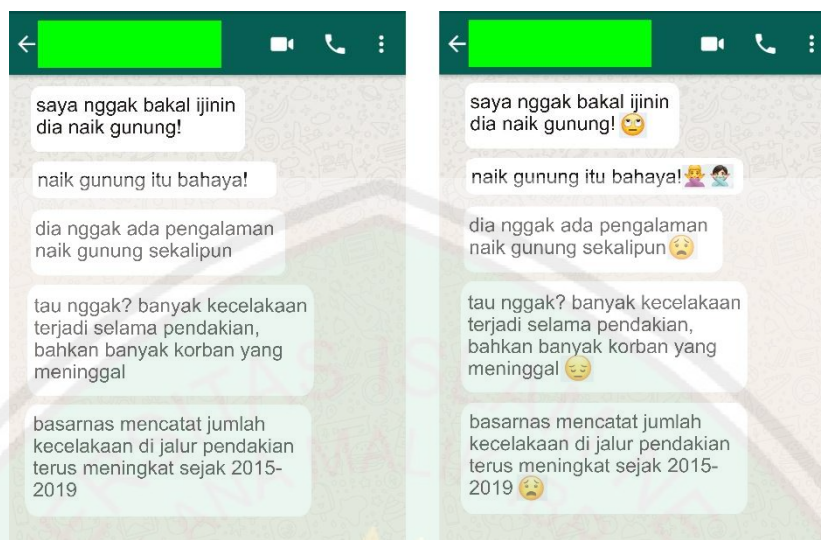 saya nggak bakal ijinin
dia naik gunung!
naik gunung itu bahaya!
dia nggak ada pengalaman
naik gunung sekalipun
tau nggak? banyak kecelakaan
terjadi selama pendakian,
bahkan banyak korban yang
meninggal
basarnas mencatat jumlah
kecelakaan di jalur pendakian
terus meningkat sejak 2015-
2019
saya nggak bakal ijinin
dia naik gunung! 🙄
naik gunung itu bahaya!🙅🙅
dia nggak ada pengalaman
naik gunung sekalipun😟
tau nggak? banyak kecelakaan
terjadi selama pendakian,
bahkan banyak korban yang
meninggal 😔
basarnas mencatat jumlah
kecelakaan di jalur pendakian
terus meningkat sejak 2015-
2019 😟